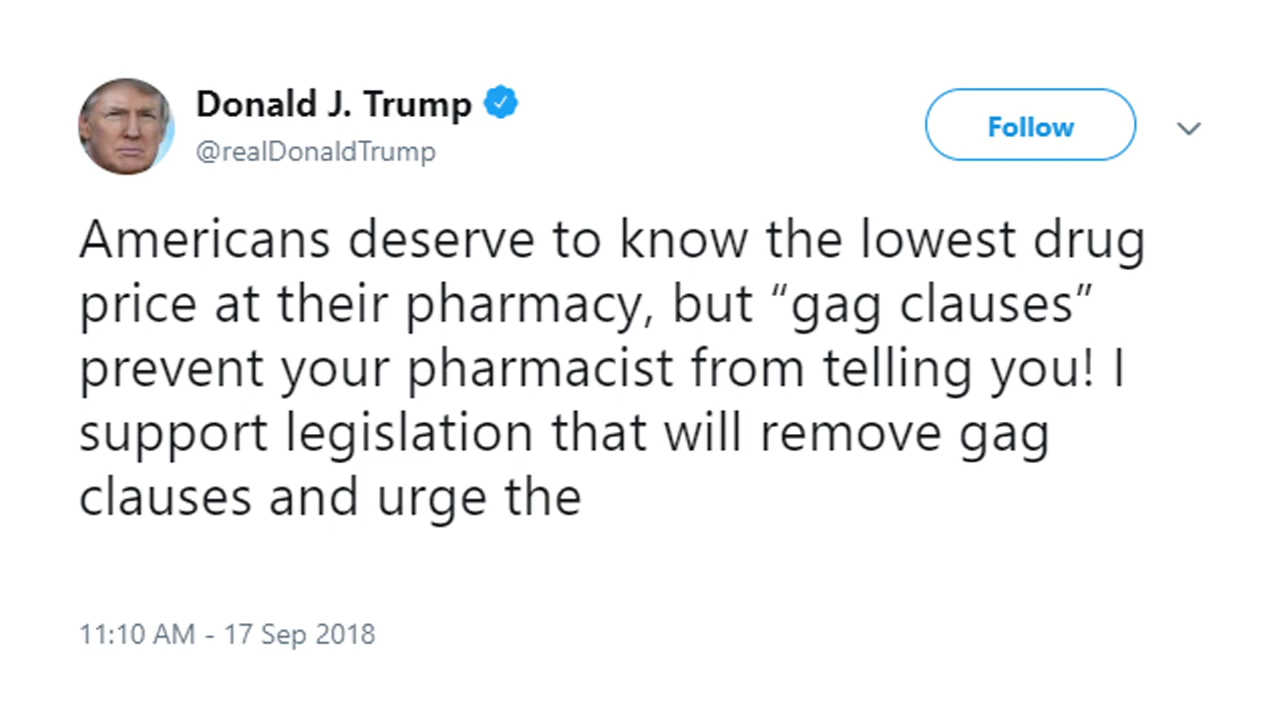 Donald J. Trump
@realDonaldTrump
Follow
Americans deserve to know the lowest drug
price at their pharmacy, but “gag clauses”
prevent your pharmacist from telling you! I
support legislation that will remove gag
clauses and urge the
11:10 AM - 17 Sep 2018